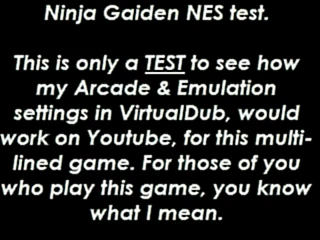 Ninja Gaiden NES test.
This is only a TEST to see how
my Arcade & Emulation
settings in VirtualDub, would
work on Youtube, for this multi-
lined game. For those of you
who play this game, you know
what I mean.